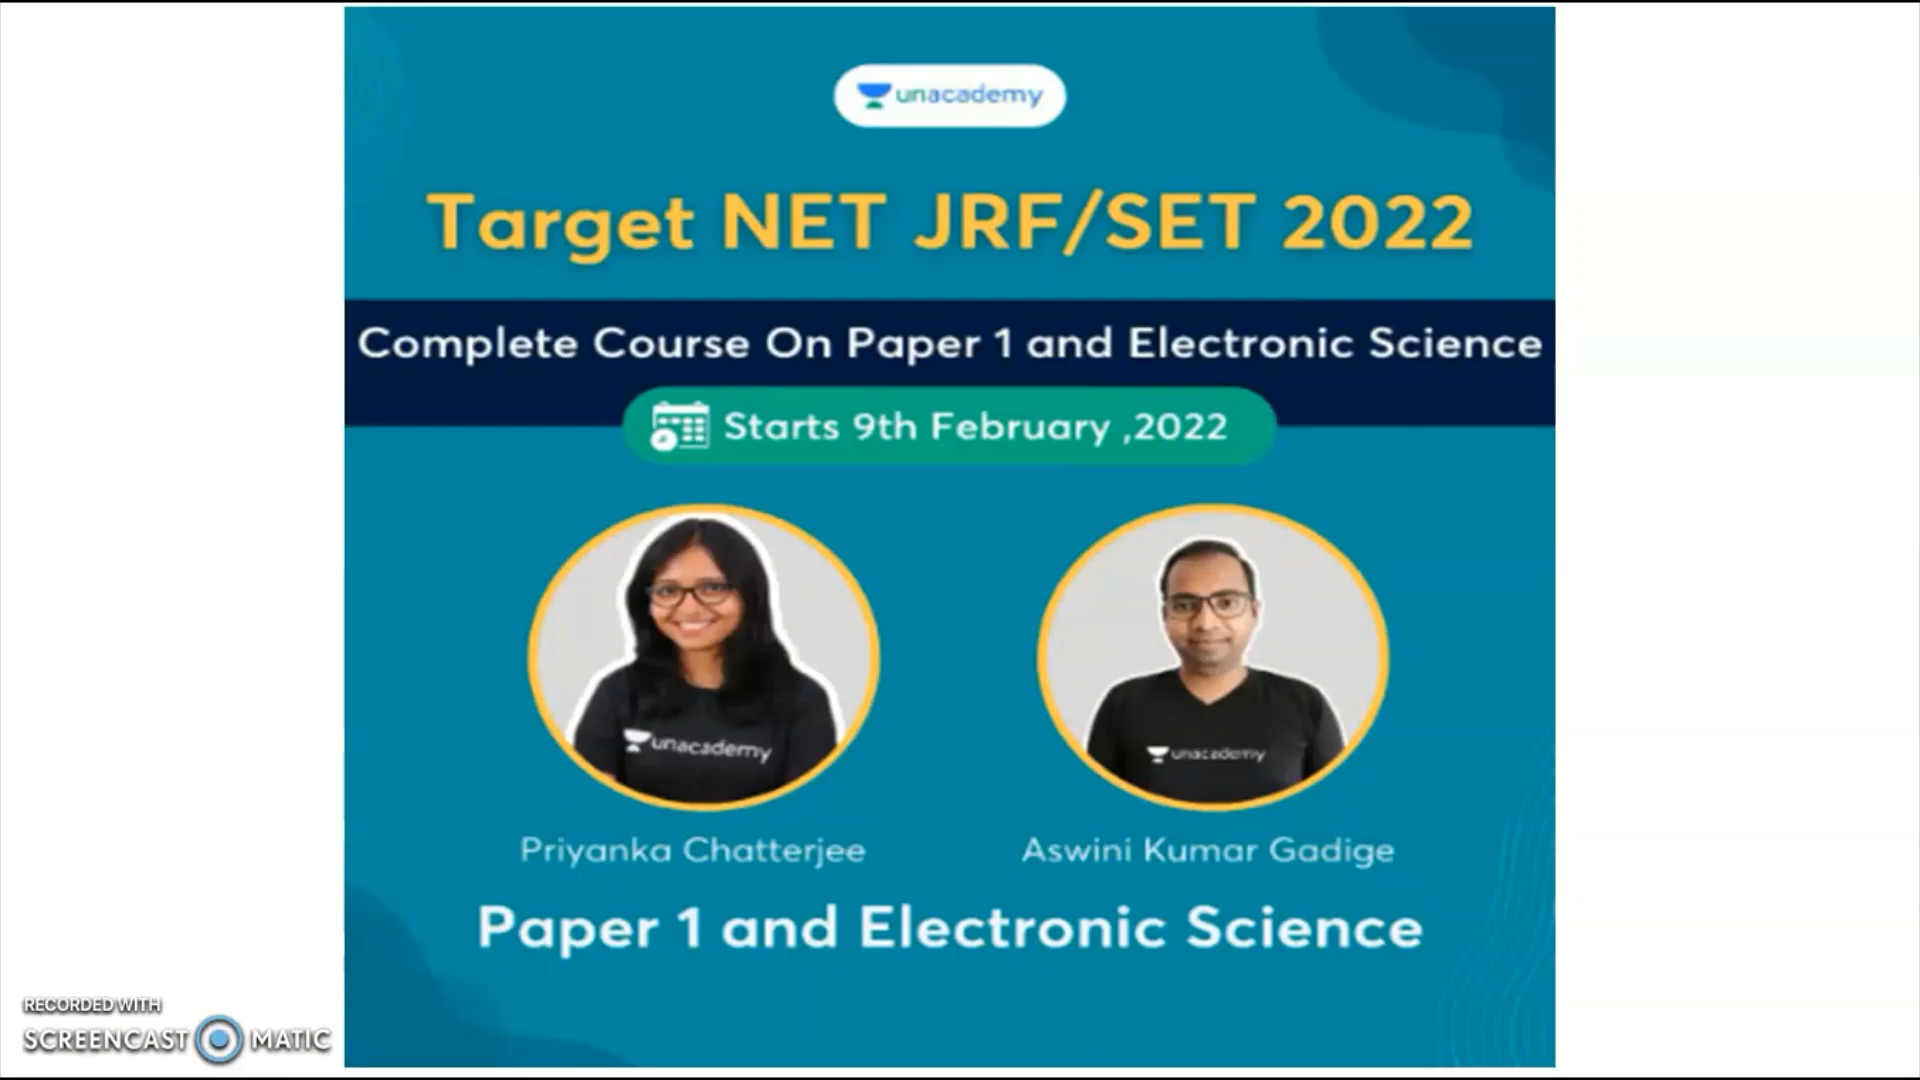 unacademy
Target NET JRF/SET 2022
Complete Course On Paper 1 and Electronic Science
Starts 9th February ,2022
unacademy
unacademy
Priyanka Chatterjee
Aswini Kumar Gadige
Paper 1 and Electronic Science
RECORDED WITH
SCREENCAST MATIC